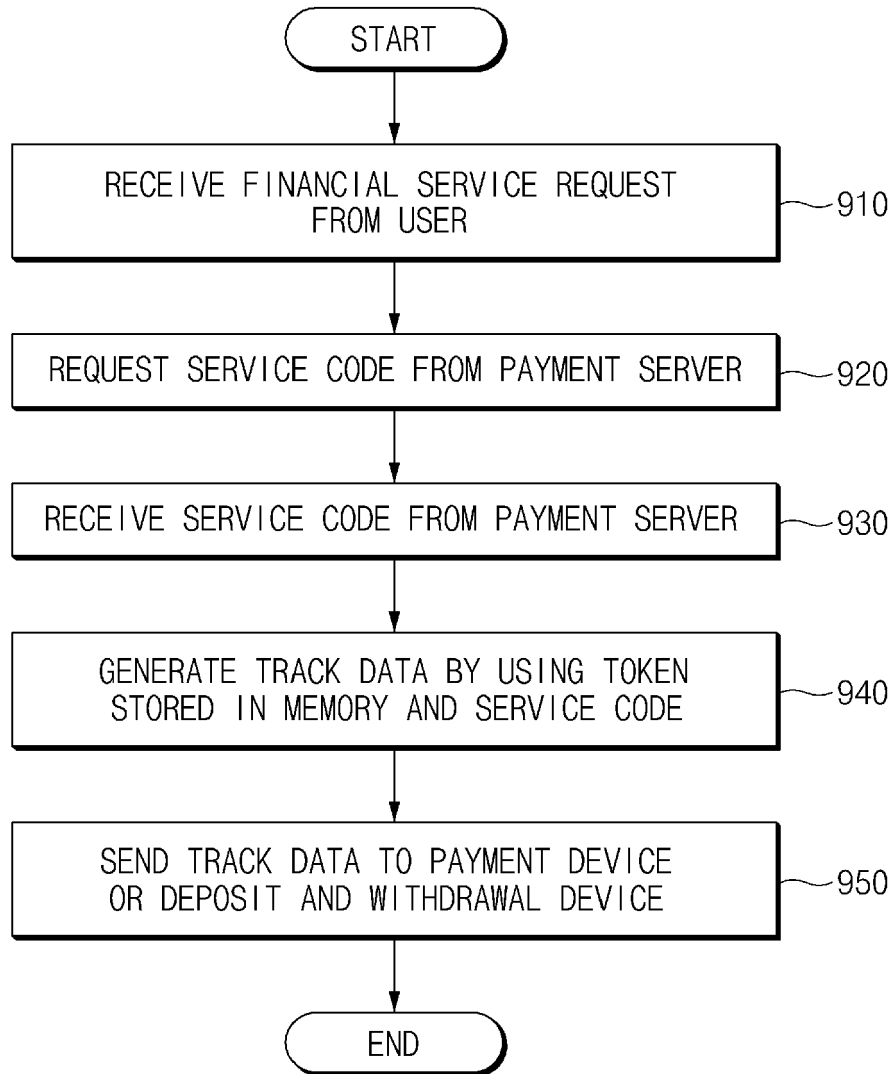 START
RECEIVE FINANCIAL SERVICE REQUEST
FROM USER
910
REQUEST SERVICE CODE FROM PAYMENT SERVER
920
RECEIVE SERVICE CODE FROM PAYMENT SERVER
930
GENERATE TRACK DATA BY USING TOKEN
STORED IN MEMORY AND SERVICE CODE
940
SEND TRACK DATA TO PAYMENT DEVICE
OR DEPOSIT AND WITHDRAWAL DEVICE
950
END